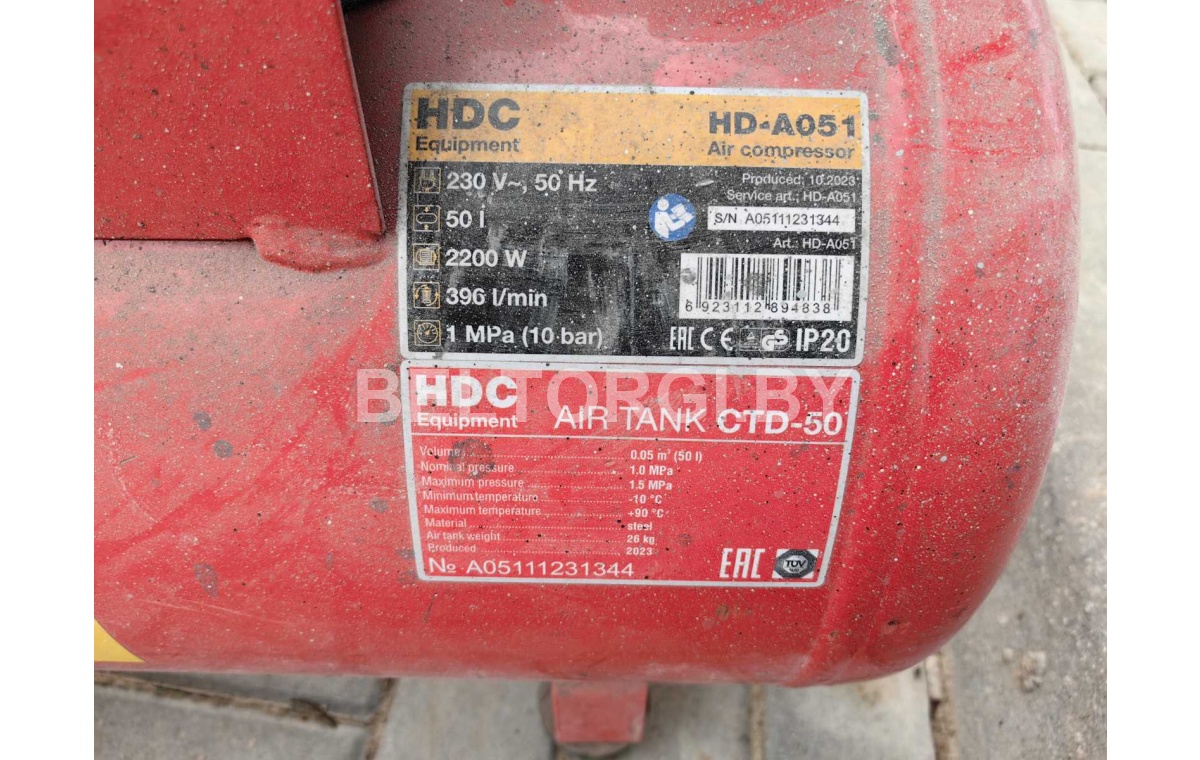 HDC
Equipment
HD-A051
Air compressor
230 V~, 50 Hz
50 l
2200 W
396 l/min
1 MPa (10 bar)
Produced: 10.2023
Service art.: HD-A051
S/N A05111231344
Art.: HD-A051
6 923112 894838
EAC CE GS IP20
BELTORGI.BY
HDC
Equipment
AIR TANK CTD-50
Volume 0.05 m³ (50 l)
Nominal pressure 1.0 MPa
Maximum pressure 1.5 MPa
Minimum temperature -10 °C
Maximum temperature +90 °C
Material steel
Air tank weight 26 kg
Produced 2023
№ A05111231344
EAC TÜV